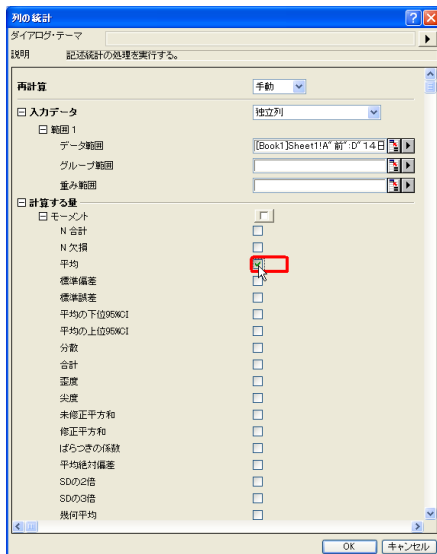 列の統計
ダイアログ・テーマ
説明 記述統計の処理を実行する。
再計算 手動
入力データ 独立列
範囲 1
データ範囲 [Book1]Sheet1!A"前":D"14日
グループ範囲
重み範囲
計算する量
モーメント
N 合計
N 欠損
平均
標準偏差
標準誤差
平均の下位95%CI
平均の上位95%CI
分散
合計
歪度
尖度
未修正平方和
修正平方和
ばらつきの係数
平均絶対偏差
SDの2倍
SDの3倍
幾何平均
OK キャンセル